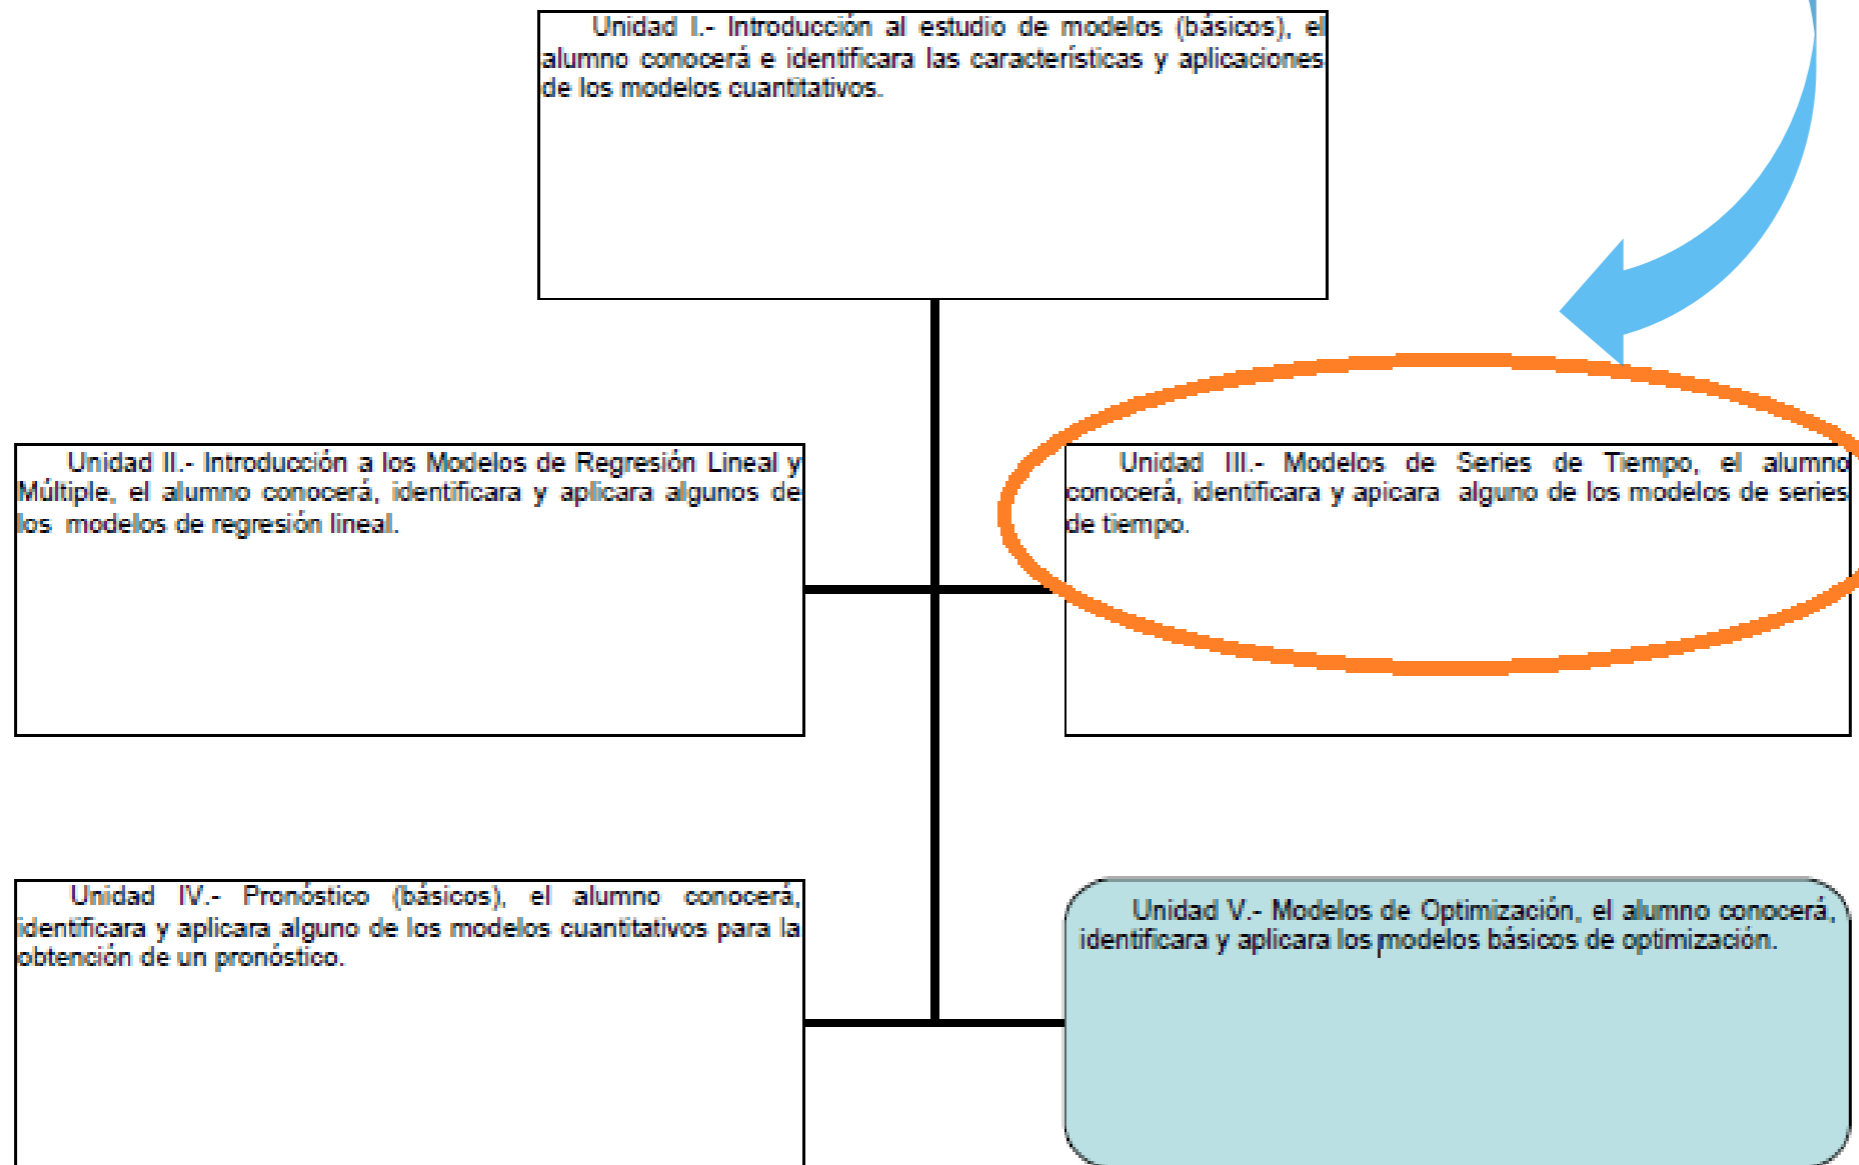 Unidad I.- Introducción al estudio de modelos (básicos), el
alumno conocerá e identificara las características y aplicaciones
de los modelos cuantitativos.
Unidad II.- Introducción a los Modelos de Regresión Lineal y
Múltiple, el alumno conocerá, identificara y aplicara algunos de
los modelos de regresión lineal.
Unidad III.- Modelos de Series de Tiempo, el alumno
conocerá, identificara y apicara alguno de los modelos de series
de tiempo.
Unidad IV.- Pronóstico (básicos), el alumno conocerá,
identificara y aplicara alguno de los modelos cuantitativos para la
obtención de un pronóstico.
Unidad V.- Modelos de Optimización, el alumno conocerá,
identificara y aplicara los modelos básicos de optimización.